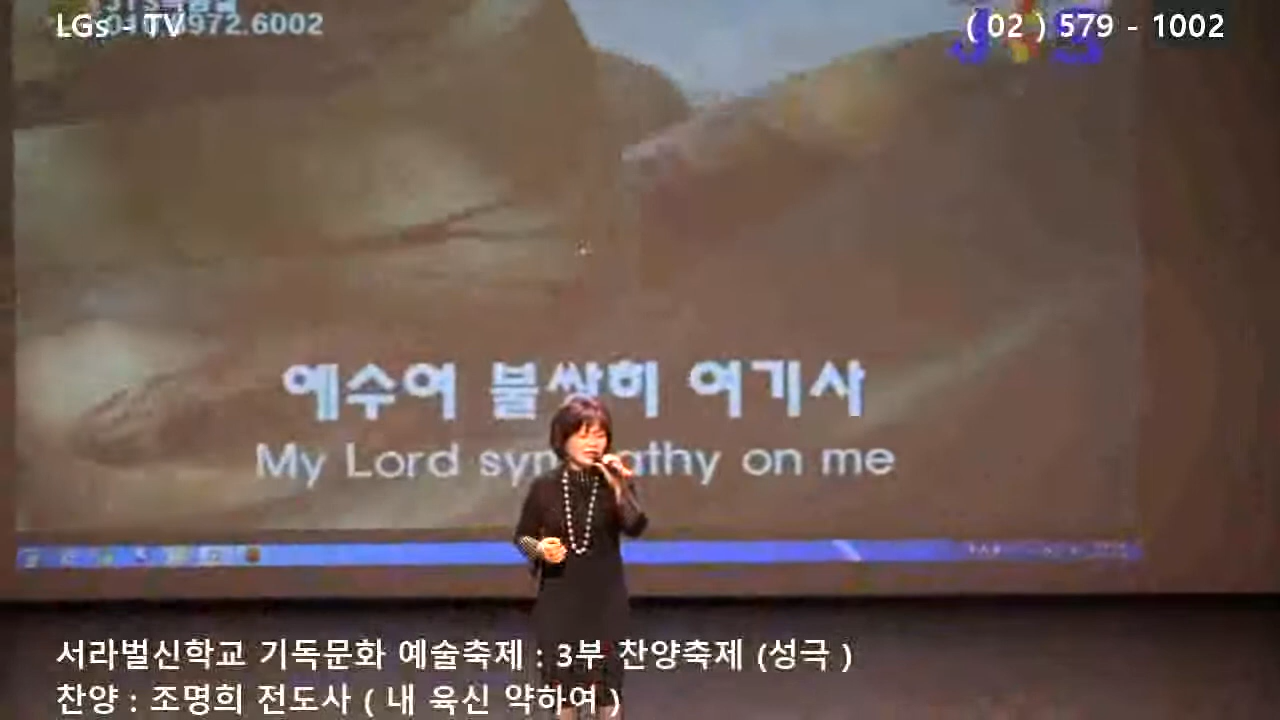 LGs - TV
( 02 ) 579 - 1002
예수여 불쌍히 여기사
My Lord sympathy on me
서라벌신학교 기독문화 예술축제 : 3부 찬양축제 (성극 )
찬양 : 조명희 전도사 ( 내 육신 약하여 )